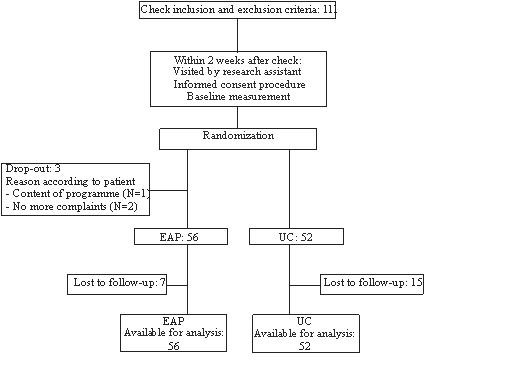 Check inclusion and exclusion criteria: 111
Within 2 weeks after check:
Visited by research assistant
Informed consent procedure
Baseline measurement
Randomization
Drop-out: 3
Reason according to patient
- Content of programme (N=1)
- No more complaints (N=2)
EAP: 56
UC: 52
Lost to follow-up: 7
Lost to follow-up: 15
EAP
Available for analysis:
56
UC
Available for analysis:
52